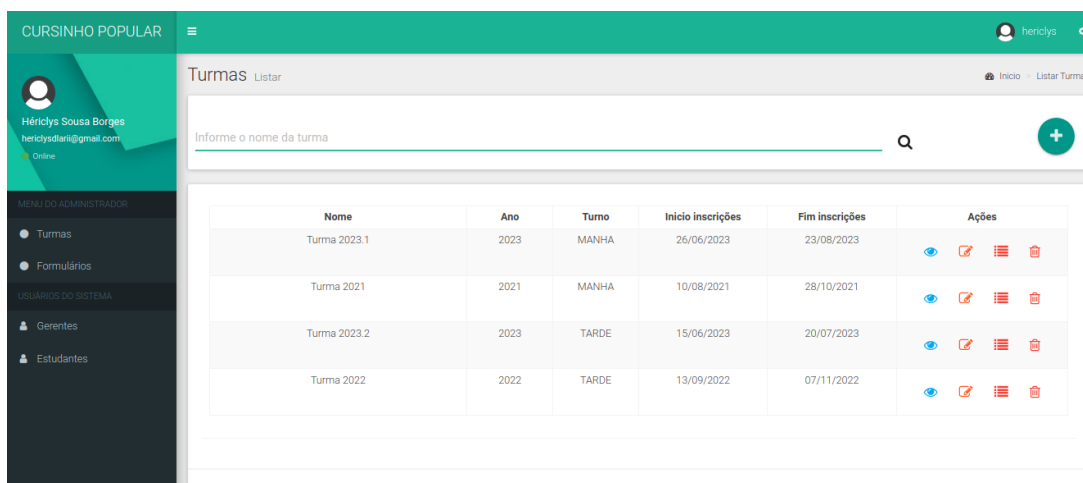 CURSINHO POPULAR
hericlys
Hériclys Sousa Borges
hericlysdlarii@gmail.com
Online
MENU DO ADMINISTRADOR
Turmas
Formulários
USUÁRIOS DO SISTEMA
Gerentes
Estudantes
Turmas Listar
Inicio > Listar Turma
Informe o nome da turma
Nome Ano Turno Inicio inscrições Fim inscrições Ações
Turma 2023.1 2023 MANHA 26/06/2023 23/08/2023
Turma 2021 2021 MANHA 10/08/2021 28/10/2021
Turma 2023.2 2023 TARDE 15/06/2023 20/07/2023
Turma 2022 2022 TARDE 13/09/2022 07/11/2022